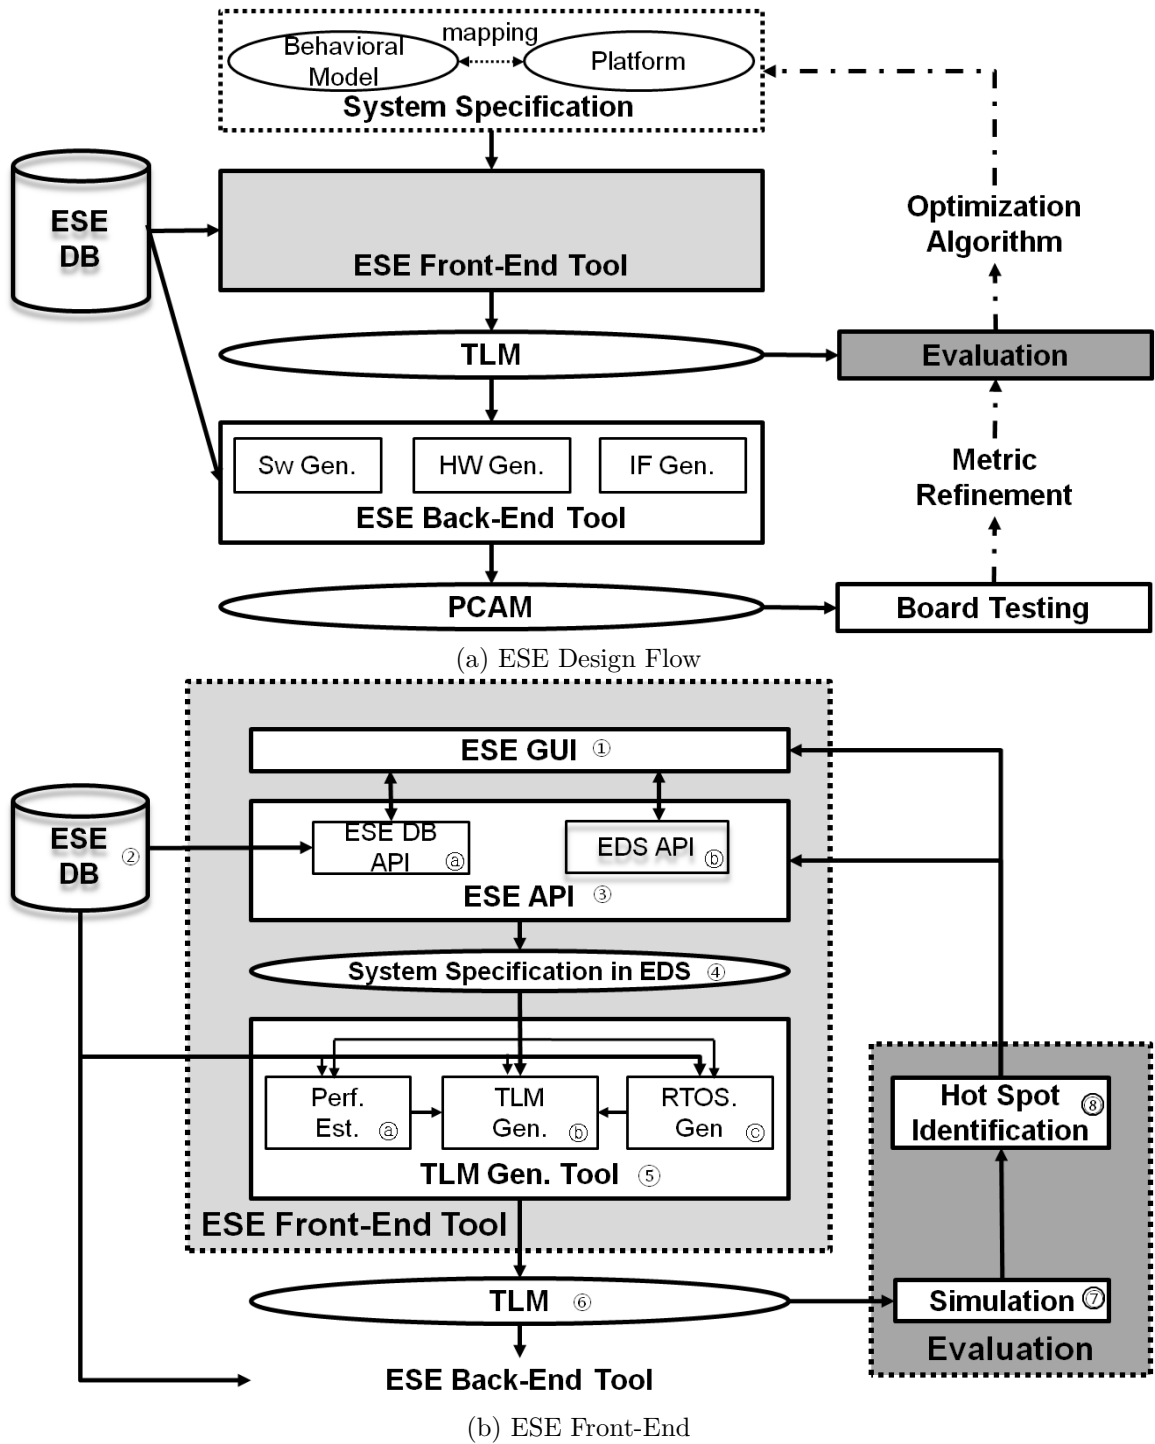 mapping
Behavioral
Model
Platform
System Specification
ESE
DB
ESE Front-End Tool
Optimization
Algorithm
TLM
Evaluation
Sw Gen.
HW Gen.
IF Gen.
ESE Back-End Tool
Metric
Refinement
PCAM
Board Testing
(a) ESE Design Flow
ESE GUI ①
ESE
DB ②
ESE DB
API ⓐ
EDS API ⓑ
ESE API ③
System Specification in EDS ④
Perf.
Est. ⓐ
TLM
Gen. ⓑ
RTOS.
Gen ⓒ
TLM Gen. Tool ⑤
ESE Front-End Tool
Hot Spot
Identification ⑧
Simulation ⑦
Evaluation
TLM ⑥
ESE Back-End Tool
(b) ESE Front-End